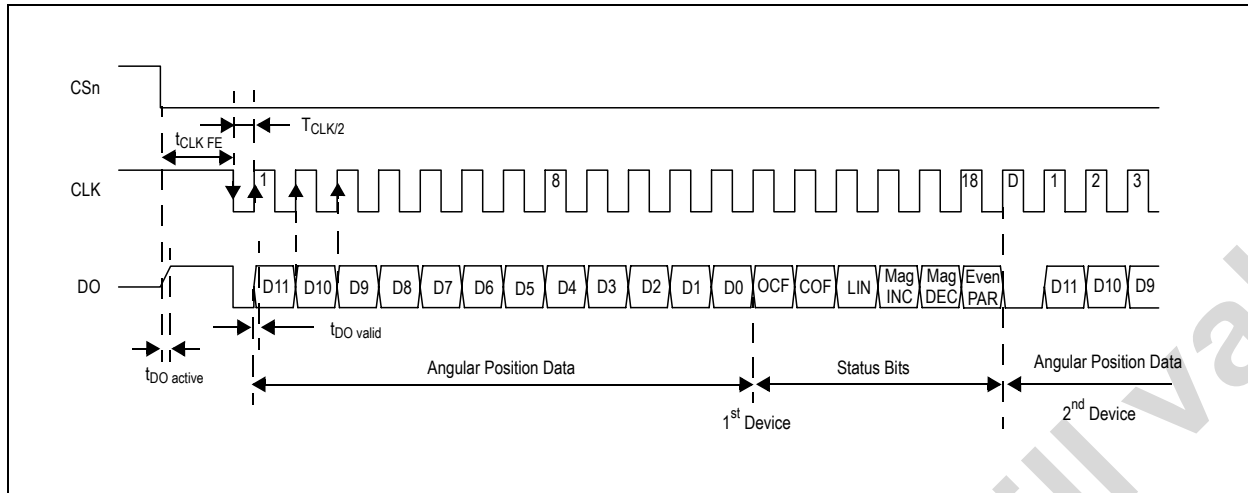 CSn
TCLK/2
tCLK FE
CLK
1
8
18
D
1
2
3
DO
D11
D10
D9
D8
D7
D6
D5
D4
D3
D2
D1
D0
OCF
COF
LIN
Mag
INC
Mag
DEC
Even
PAR
D11
D10
D9
tDO valid
tDO active
Angular Position Data
Status Bits
Angular Position Data
1st Device
2nd Device
ill val